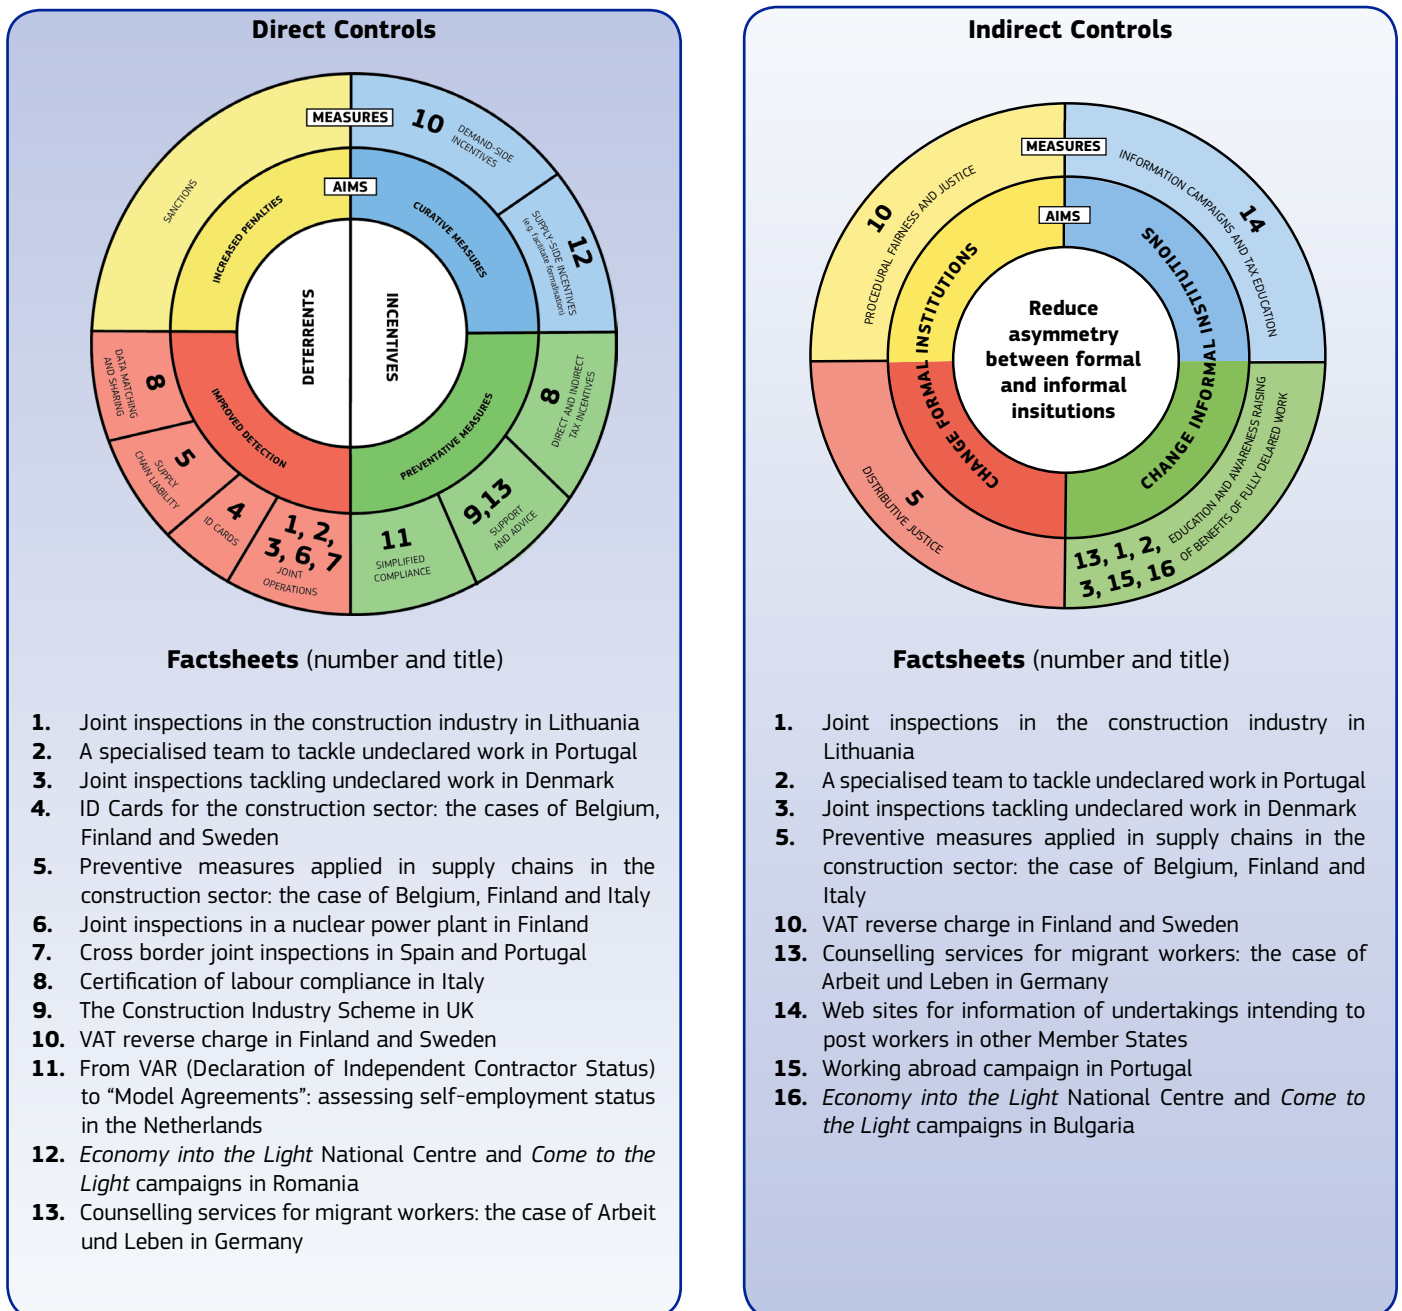 Direct Controls
MEASURES
AIMS
SANCTIONS
INCREASED PENALTIES
10
DEMAND-SIDE
INCENTIVES
CURATIVE MEASURES
SUPPLY-SIDE INCENTIVES
(e.g. facilitate formalisation)
12
DETERRENTS
INCENTIVES
DATA MATCHING
AND SHARING
8
IMPROVED DETECTION
5
SUPPLY
CHAIN LIABILITY
4
ID CARDS
1, 2,
3, 6, 7
JOINT
OPERATIONS
PREVENTATIVE MEASURES
8
DIRECT AND INDIRECT
TAX INCENTIVES
9,13
SUPPORT
AND ADVICE
11
SIMPLIFIED
COMPLIANCE
Factsheets (number and title)
1. Joint inspections in the construction industry in Lithuania
2. A specialised team to tackle undeclared work in Portugal
3. Joint inspections tackling undeclared work in Denmark
4. ID Cards for the construction sector: the cases of Belgium,
Finland and Sweden
5. Preventive measures applied in supply chains in the
construction sector: the case of Belgium, Finland and Italy
6. Joint inspections in a nuclear power plant in Finland
7. Cross border joint inspections in Spain and Portugal
8. Certification of labour compliance in Italy
9. The Construction Industry Scheme in UK
10. VAT reverse charge in Finland and Sweden
11. From VAR (Declaration of Independent Contractor Status)
to “Model Agreements”: assessing self-employment status
in the Netherlands
12. Economy into the Light National Centre and Come to the
Light campaigns in Romania
13. Counselling services for migrant workers: the case of Arbeit
und Leben in Germany
Indirect Controls
MEASURES
AIMS
10
PROCEDURAL FAIRNESS AND JUSTICE
INFORMATION CAMPAIGNS AND TAX EDUCATION
14
CHANGE FORMAL INSTITUTIONS
CHANGE INFORMAL INSTITUTIONS
Reduce
asymmetry
between formal
and informal
insitutions
5
DISTRIBUTIVE JUSTICE
13, 1, 2,
3, 15, 16
EDUCATION AND AWARENESS RAISING
OF BENEFITS OF FULLY DELARED WORK
Factsheets (number and title)
1. Joint inspections in the construction industry in
Lithuania
2. A specialised team to tackle undeclared work in Portugal
3. Joint inspections tackling undeclared work in Denmark
5. Preventive measures applied in supply chains in the
construction sector: the case of Belgium, Finland and
Italy
10. VAT reverse charge in Finland and Sweden
13. Counselling services for migrant workers: the case of
Arbeit und Leben in Germany
14. Web sites for information of undertakings intending to
post workers in other Member States
15. Working abroad campaign in Portugal
16. Economy into the Light National Centre and Come to
the Light campaigns in Bulgaria